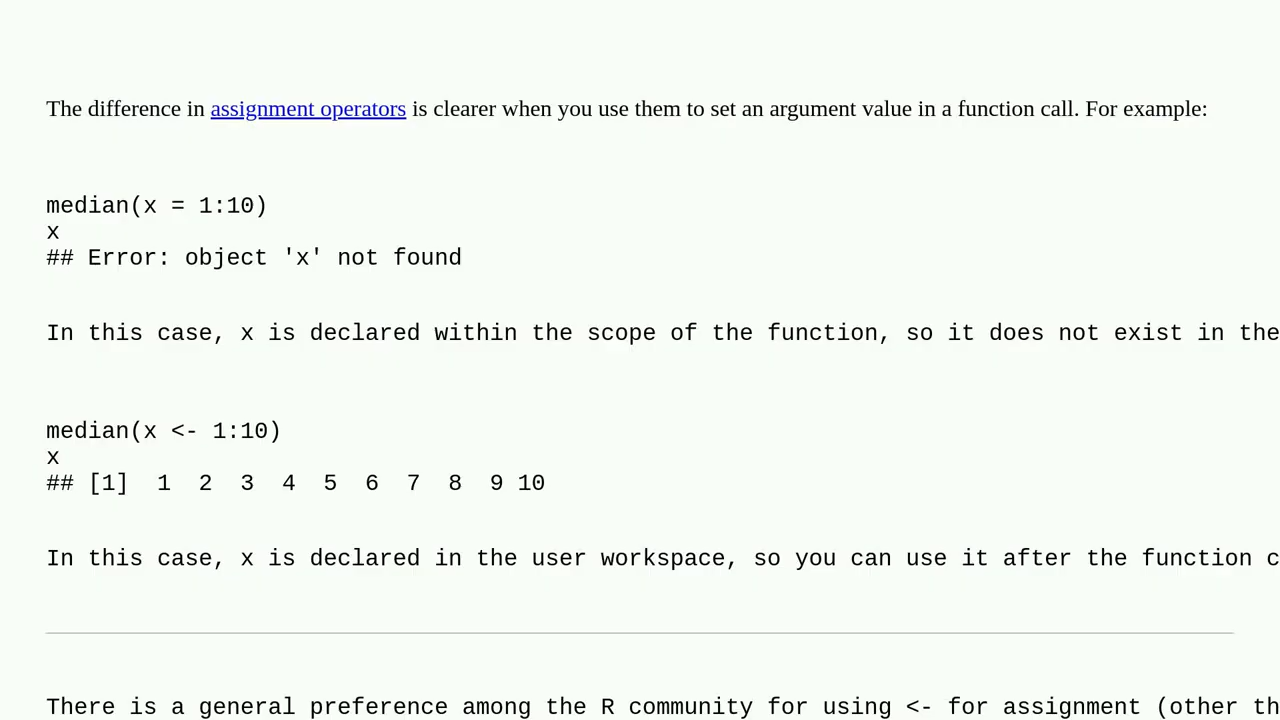 The difference in assignment operators is clearer when you use them to set an argument value in a function call. For example:
median(x = 1:10)
x
## Error: object 'x' not found
In this case, x is declared within the scope of the function, so it does not exist in the
median(x <- 1:10)
x
## [1]  1  2  3  4  5  6  7  8  9 10
In this case, x is declared in the user workspace, so you can use it after the function c
There is a general preference among the R community for using <- for assignment (other th